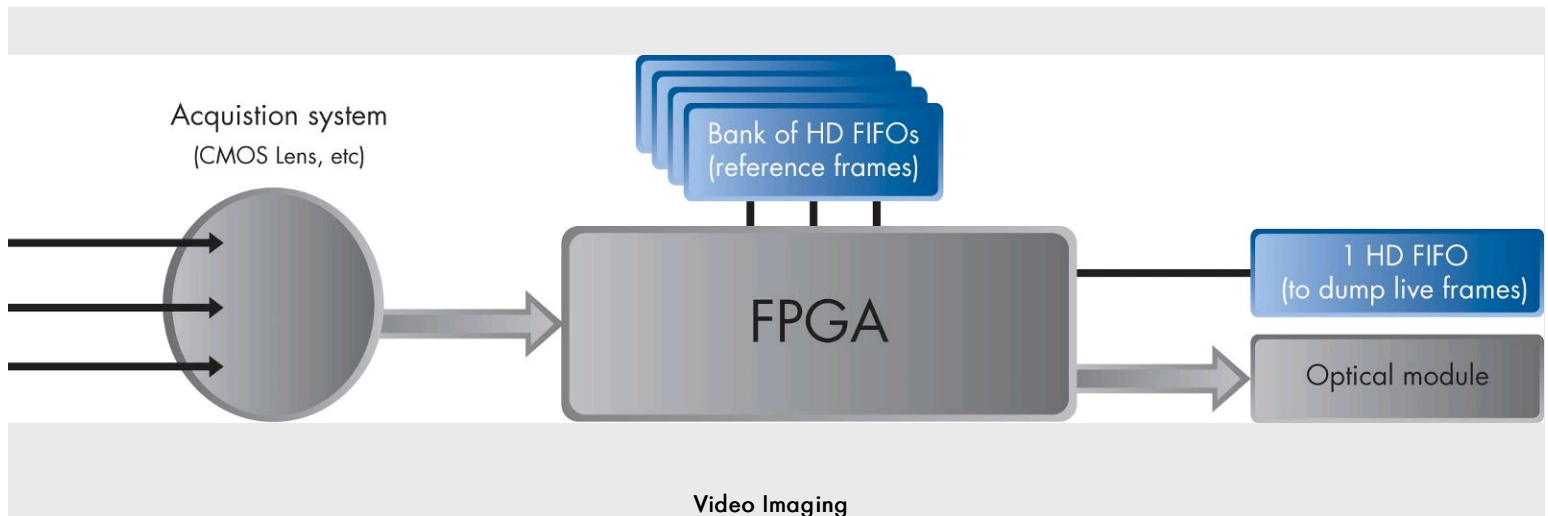 Acquistion system
(CMOS Lens, etc)
Bank of HD FIFOs
(reference frames)
FPGA
1 HD FIFO
(to dump live frames)
Optical module
Video Imaging